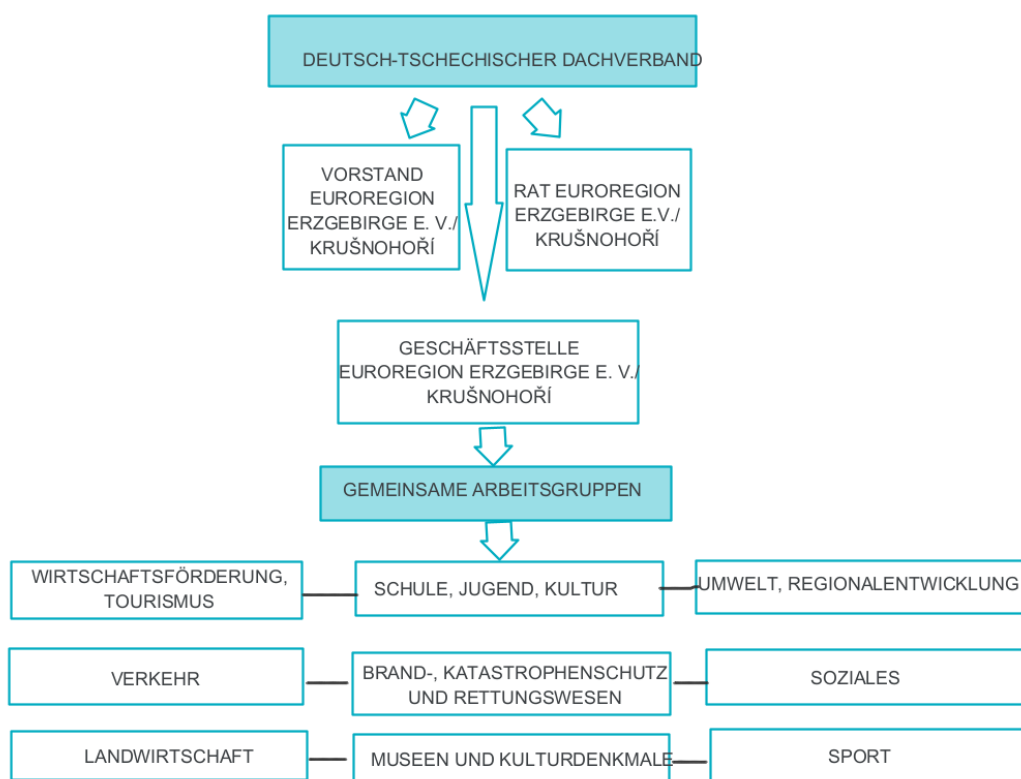 DEUTSCH-TSCHECHISCHER DACHVERBAND
VORSTAND
EUROREGION
ERZGEBIRGE E. V./
KRUŠNOHOŘÍ
RAT EUROREGION
ERZGEBIRGE E.V./
KRUŠNOHOŘÍ
GESCHÄFTSSTELLE
EUROREGION ERZGEBIRGE E. V./
KRUŠNOHOŘÍ
GEMEINSAME ARBEITSGRUPPEN
WIRTSCHAFTSFÖRDERUNG,
TOURISMUS
SCHULE, JUGEND, KULTUR
UMWELT, REGIONALENTWICKLUNG
VERKEHR
BRAND-, KATASTROPHENSCHUTZ
UND RETTUNGSWESEN
SOZIALES
LANDWIRTSCHAFT
MUSEEN UND KULTURDENKMALE
SPORT